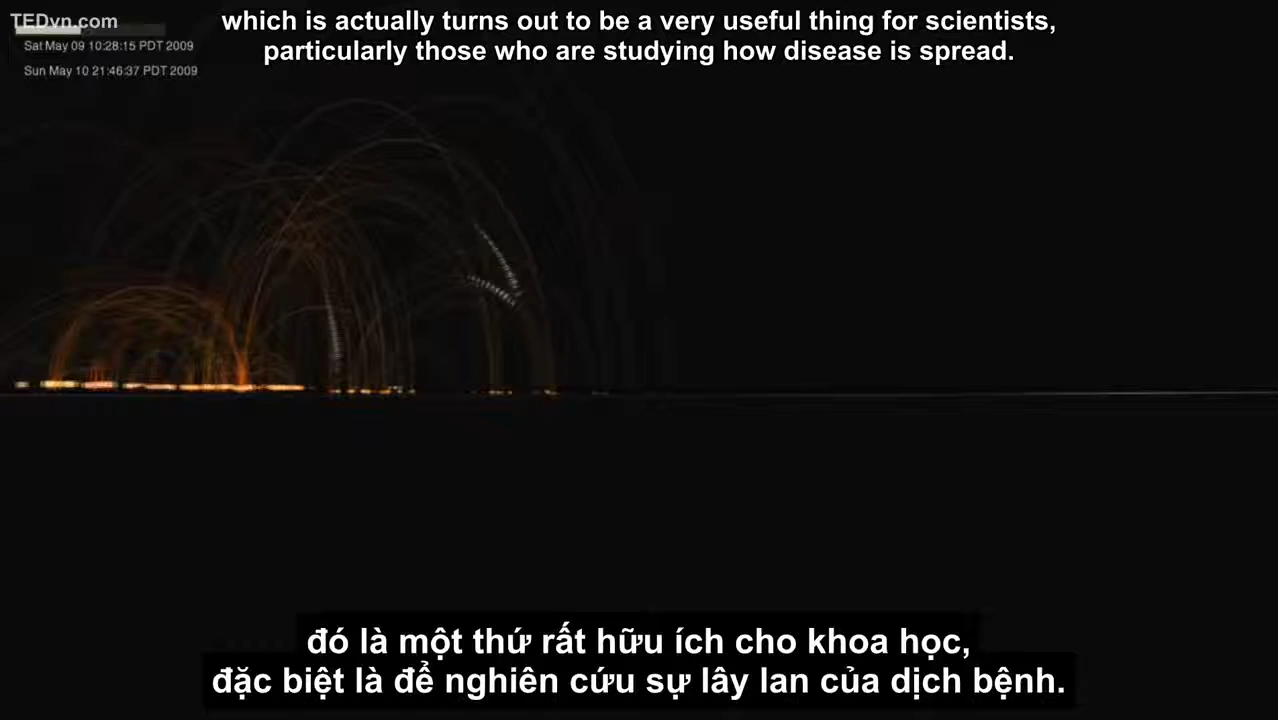 TEDvn.com
which is actually turns out to be a very useful thing for scientists,
particularly those who are studying how disease is spread.
Sat May 09 10:28:15 PDT 2009
Sun May 10 21:46:37 PDT 2009
đó là một thứ rất hữu ích cho khoa học,
đặc biệt là để nghiên cứu sự lây lan của dịch bệnh.